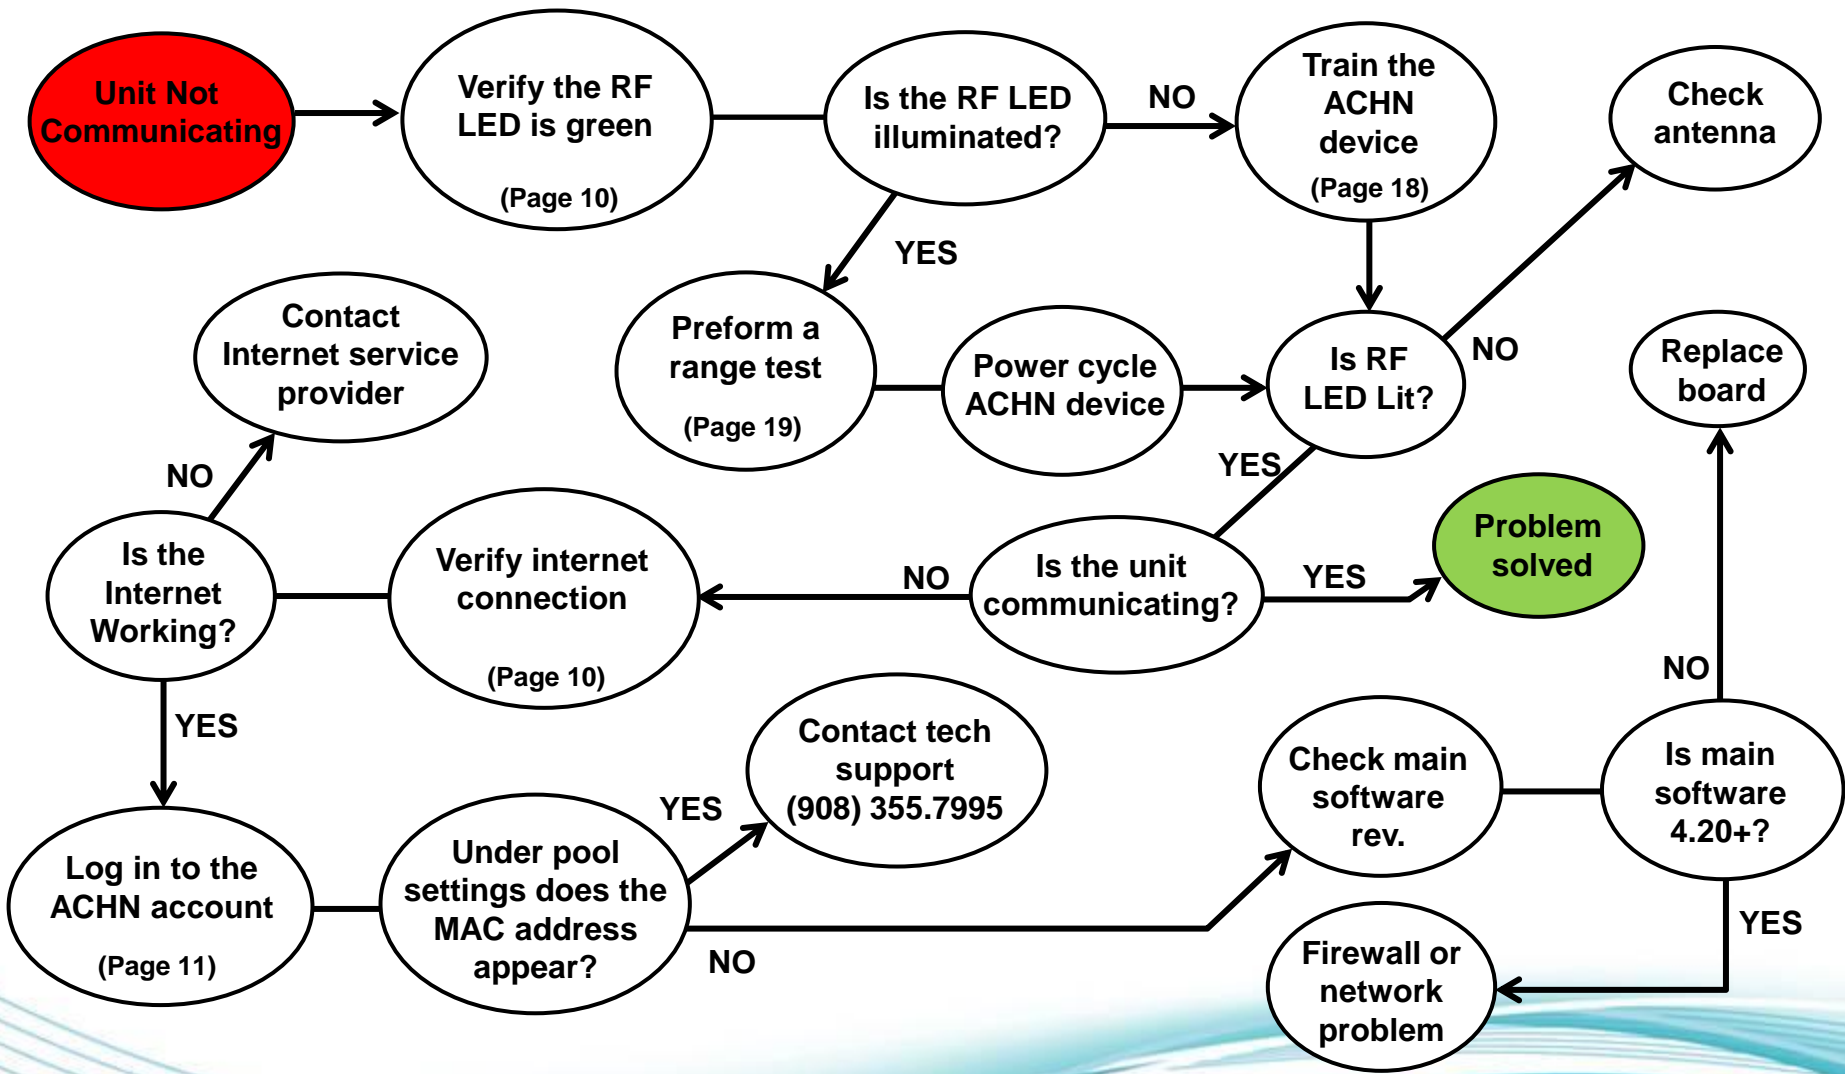 Unit Not
Communicating
Verify the RF
LED is green
(Page 10)
Is the RF LED
illuminated?
NO
Train the
ACHN
device
(Page 18)
Check
antenna
YES
Contact
Internet service
provider
Preform a
range test
(Page 19)
Power cycle
ACHN device
Is RF
LED Lit?
NO
Replace
board
NO
YES
Is the
Internet
Working?
Verify internet
connection
(Page 10)
NO
Is the unit
communicating?
YES
Problem
solved
NO
YES
Contact tech
support
(908) 355.7995
Check main
software
rev.
Is main
software
4.20+?
Log in to the
ACHN account
(Page 11)
Under pool
settings does the
MAC address
appear?
YES
NO
Firewall or
network
problem
YES